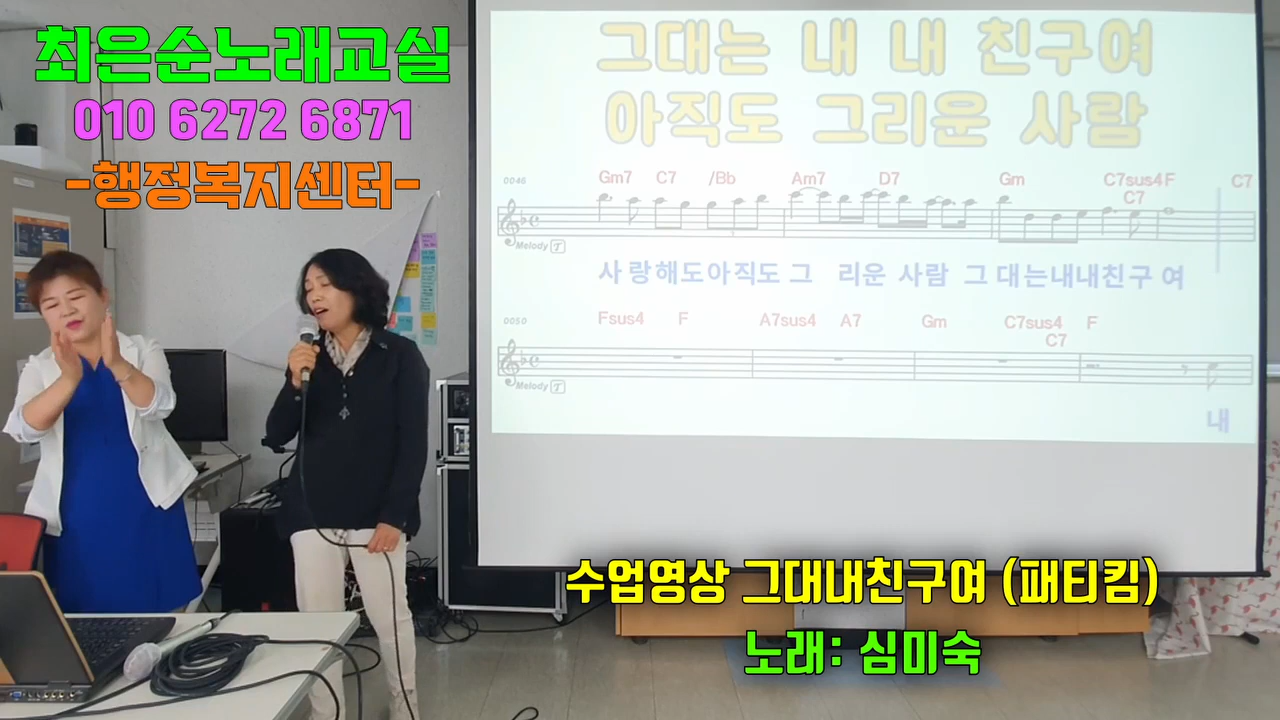 최은순노래교실
010 6272 6871
-행정복지센터-
그대는 내 내 친구여
아직도 그리운 사람
Gm7 C7 /Bb Am7 D7 Gm C7sus4 F C7
C7
Melody T
사 랑해도아직도 그 리운 사람 그 대는내내친구 여
Fsus4 F A7sus4 A7 Gm C7sus4 F
C7
Melody T
내
수업영상 그대내친구여 (패티킴)
노래: 심미숙